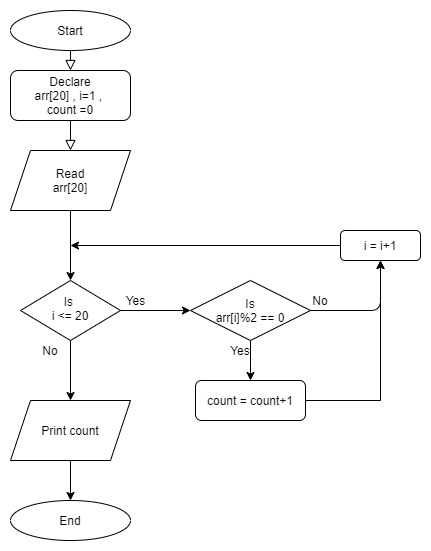 Start
Declare
arr[20] , i=1 ,
count =0
Read
arr[20]
i = i+1
Is
i <= 20
Yes
Is
arr[i]%2 == 0
No
No
Yes
count = count+1
Print count
End